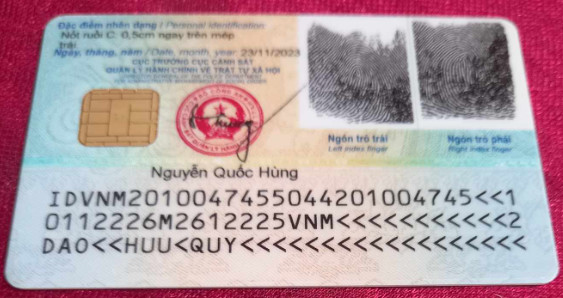 Đặc điểm nhân dạng / Personal identification
Nốt ruồi C: 0,5cm ngay trên mép
trái
Ngày, tháng, năm / Date, month, year: 23/11/2023
CỤC TRƯỞNG CỤC CẢNH SÁT
QUẢN LÝ HÀNH CHÍNH VỀ TRẬT TỰ XÃ HỘI
Ngón trỏ trái
Left index finger
Ngón trỏ phải
Right index finger
Nguyễn Quốc Hùng
IDVNM2010047455044201004745<<1
0112226M2612225VNM<<<<<<<<<<<2
DAO<<HUU<QUY<<<<<<<<<<<<<<<<<<